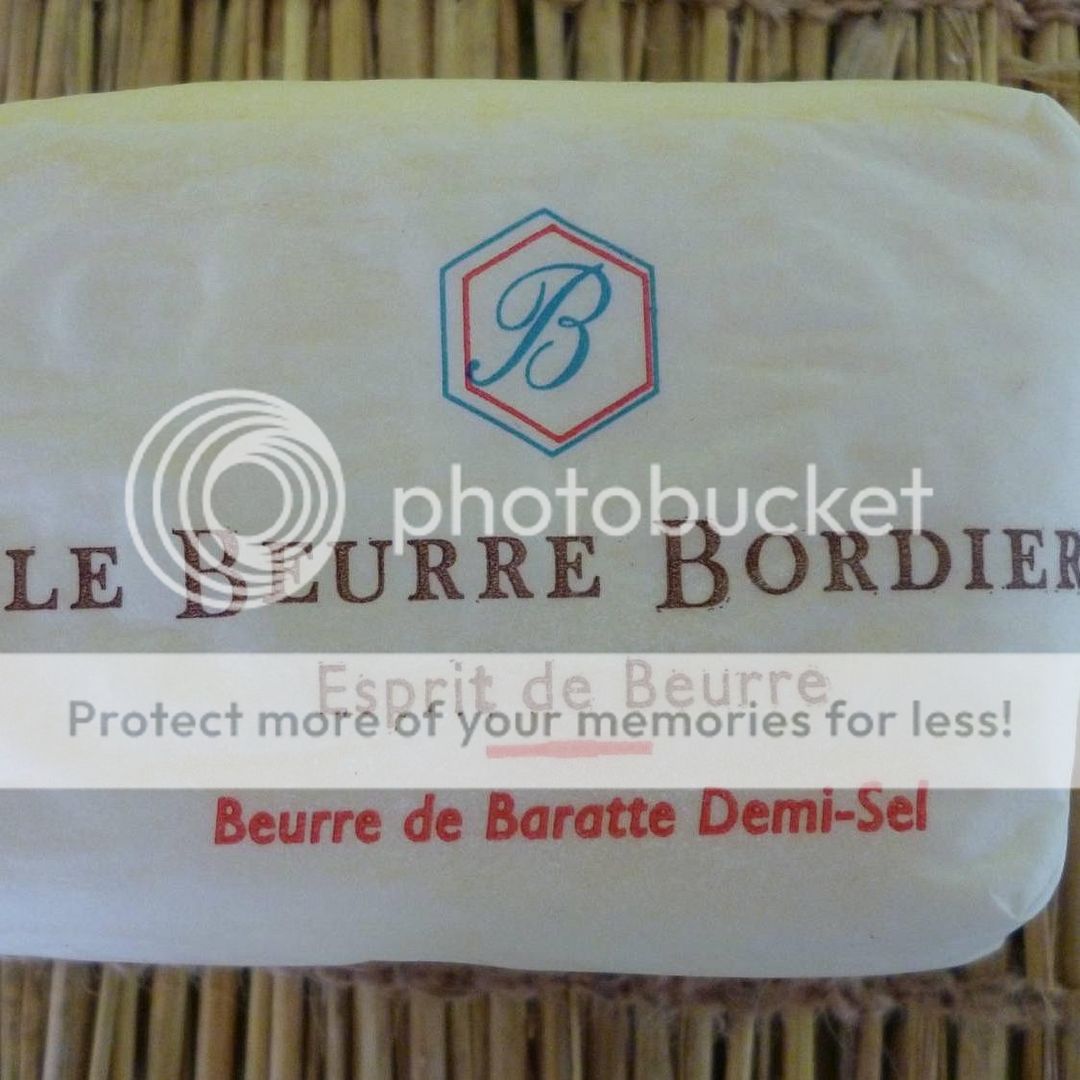 B
photobucket
LE BEURRE BORDIER
Esprit de Beurre
Protect more of your memories for less!
Beurre de Baratte Demi-Sel